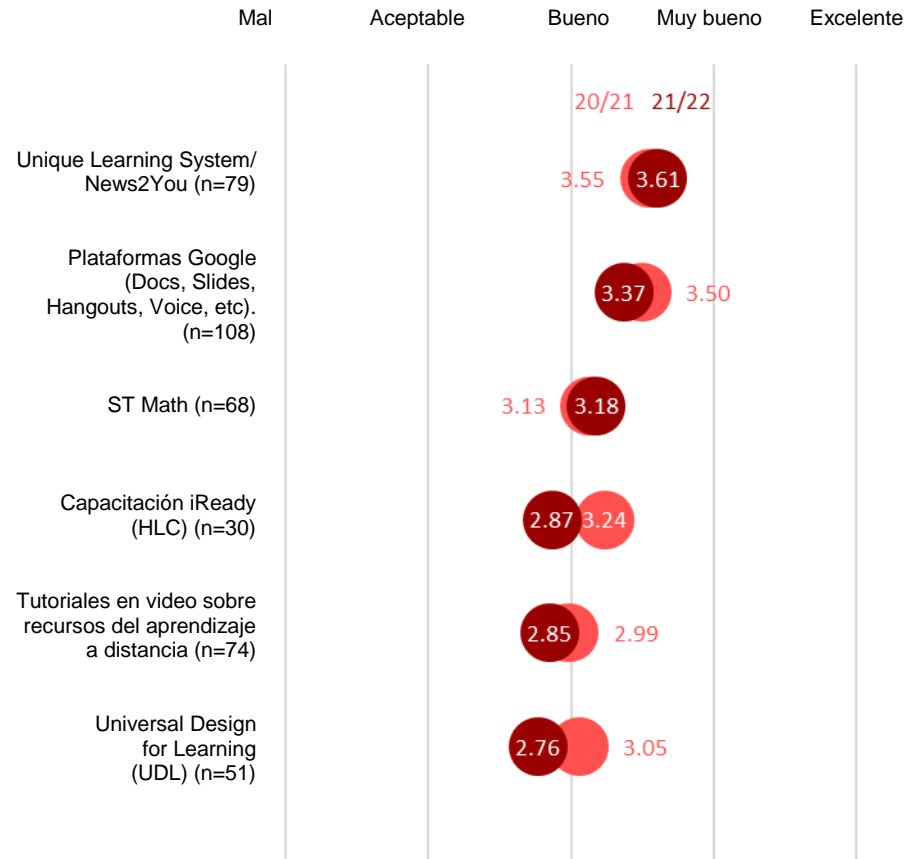 Mal Aceptable Bueno Muy bueno Excelente
20/21 21/22
Unique Learning System/
News2You (n=79)
3.55 3.61
Plataformas Google
(Docs, Slides,
Hangouts, Voice, etc).
(n=108)
3.37 3.50
ST Math (n=68)
3.13 3.18
Capacitación iReady
(HLC) (n=30)
2.87 3.24
Tutoriales en video sobre
recursos del aprendizaje
a distancia (n=74)
2.85 2.99
Universal Design
for Learning
(UDL) (n=51)
2.76 3.05